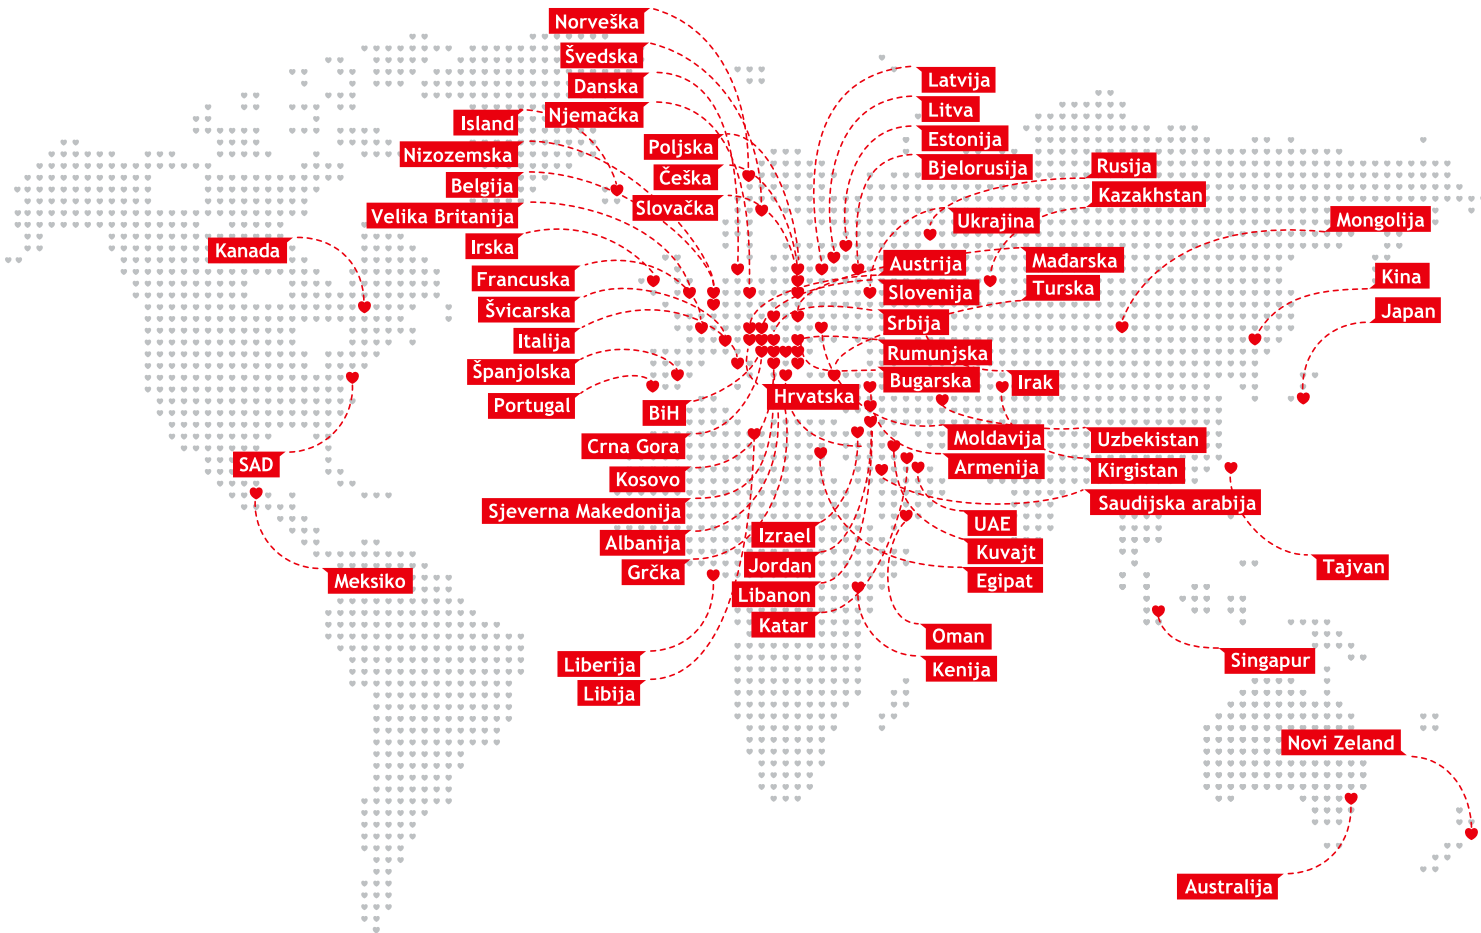 Norveška
Švedska
Danska
Njemačka
Island
Nizozemska
Belgija
Velika Britanija
Irska
Francuska
Švicarska
Italija
Španjolska
Portugal
Poljska
Češka
Slovačka
Latvija
Litva
Estonija
Bjelorusija
Ukrajina
Rusija
Kazakhstan
Mongolija
Kina
Japan
Kanada
SAD
Meksiko
Austrija
Slovenija
Srbija
Rumunjska
Bugarska
Mađarska
Turska
Irak
Hrvatska
BiH
Crna Gora
Kosovo
Sjeverna Makedonija
Albanija
Grčka
Moldavija
Armenija
Uzbekistan
Kirgistan
Saudijska arabija
Izrael
Jordan
Libanon
Katar
UAE
Kuvajt
Egipat
Oman
Kenija
Liberija
Libija
Tajvan
Singapur
Novi Zeland
Australija